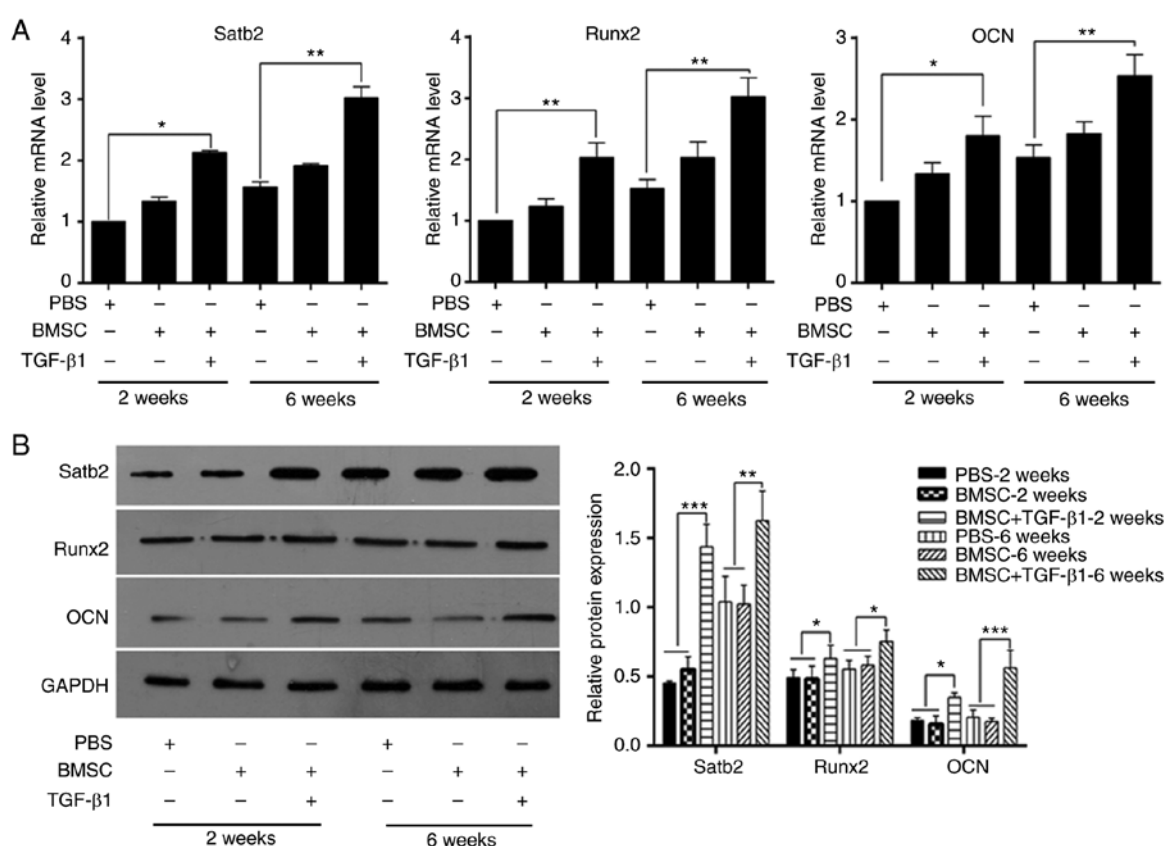 A
Satb2
Relative mRNA level
4
3
2
1
0
*
**
PBS + – – + – –
BMSC – + + – + +
TGF-β1 – – + – – +
2 weeks 6 weeks
Runx2
Relative mRNA level
4
3
2
1
0
**
**
PBS + – – + – –
BMSC – + + – + +
TGF-β1 – – + – – +
2 weeks 6 weeks
OCN
Relative mRNA level
3
2
1
0
*
**
PBS + – – + – –
BMSC – + + – + +
TGF-β1 – – + – – +
2 weeks 6 weeks
B
Satb2
Runx2
OCN
GAPDH
PBS + – – + – –
BMSC – + + – + +
TGF-β1 – – + – – +
2 weeks 6 weeks
Relative protein expression
2.0
1.5
1.0
0.5
0.0
*** **
* *
* ***
Satb2 Runx2 OCN
PBS-2 weeks
BMSC-2 weeks
BMSC+TGF-β1-2 weeks
PBS-6 weeks
BMSC-6 weeks
BMSC+TGF-β1-6 weeks